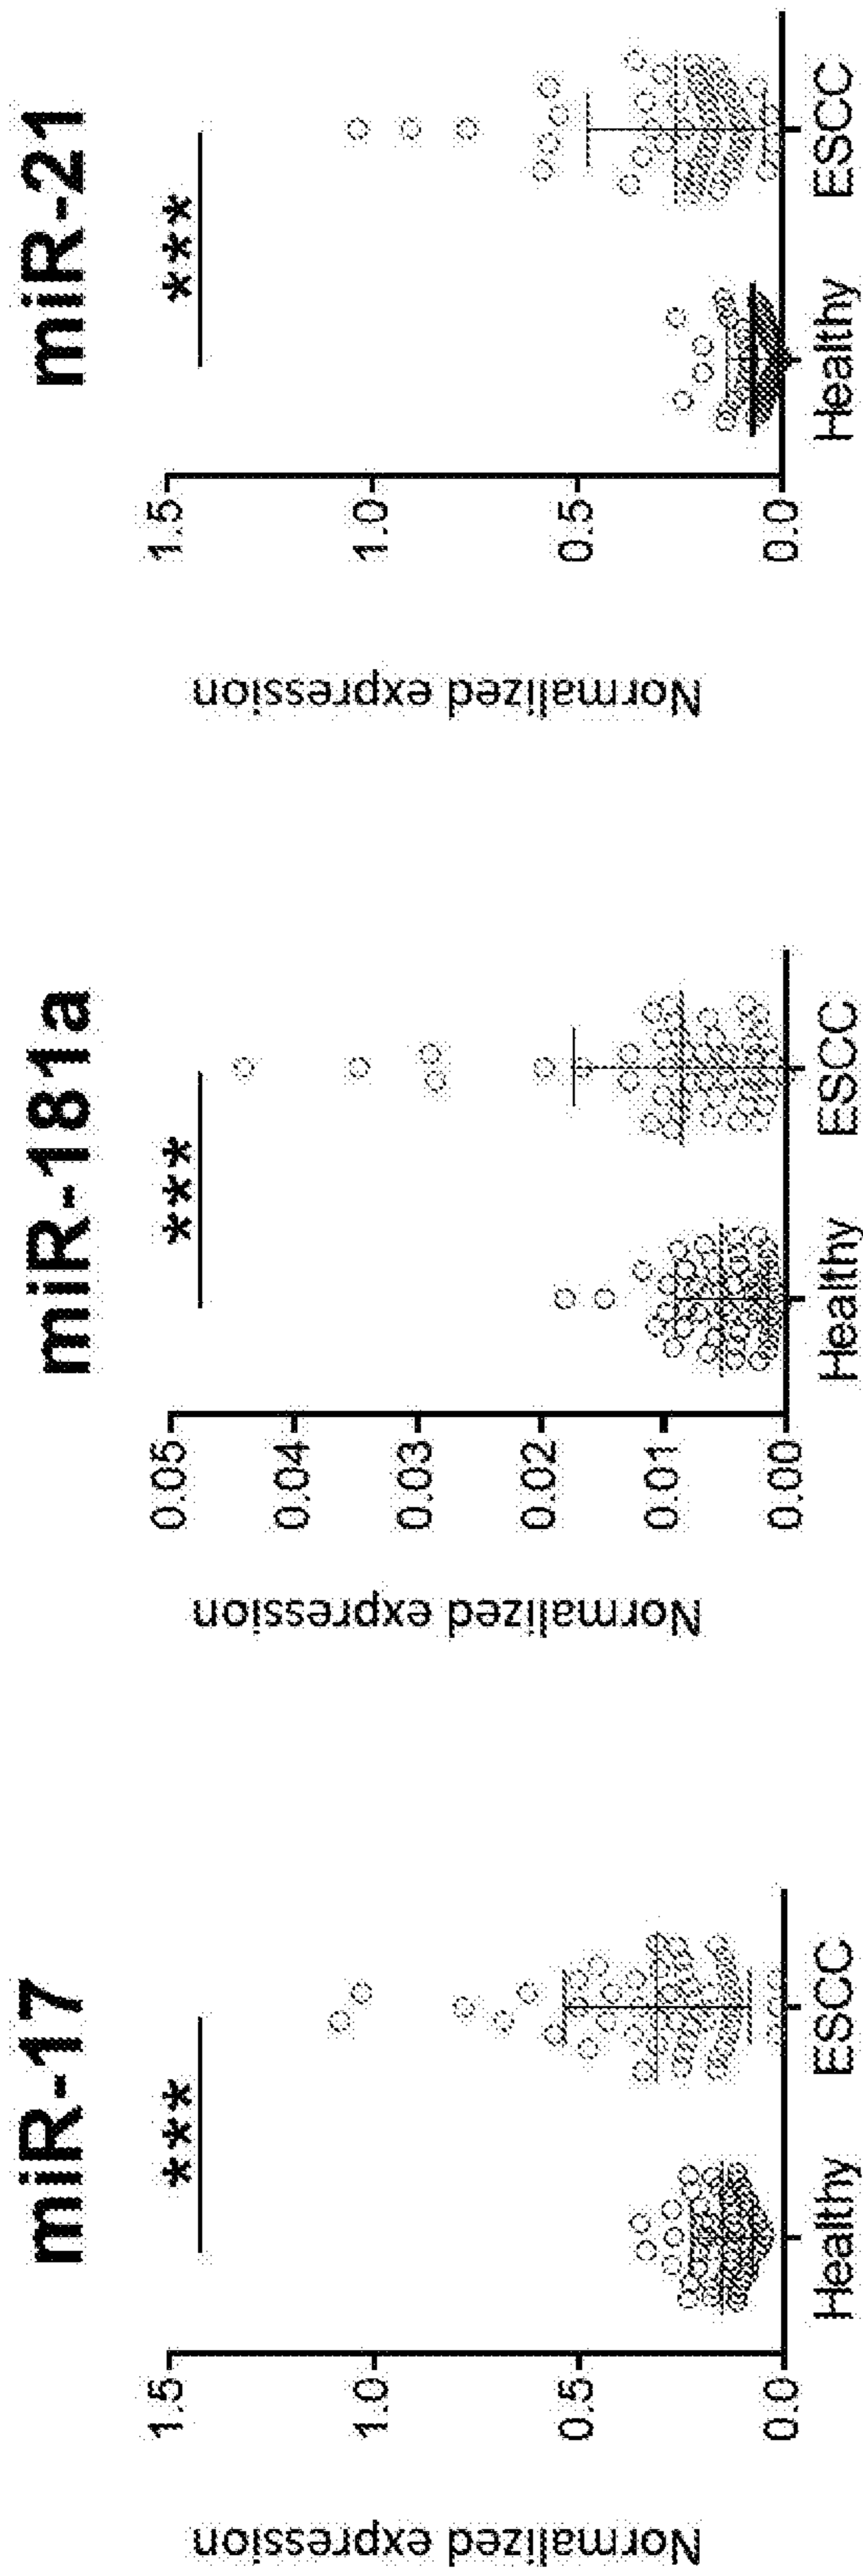 miR-17
***
Normalized expression
1.5
1.0
0.5
0.0
Healthy
ESCC
miR-181a
***
Normalized expression
0.05
0.04
0.03
0.02
0.01
0.00
Healthy
ESCC
miR-21
***
Normalized expression
1.5
1.0
0.5
0.0
Healthy
ESCC